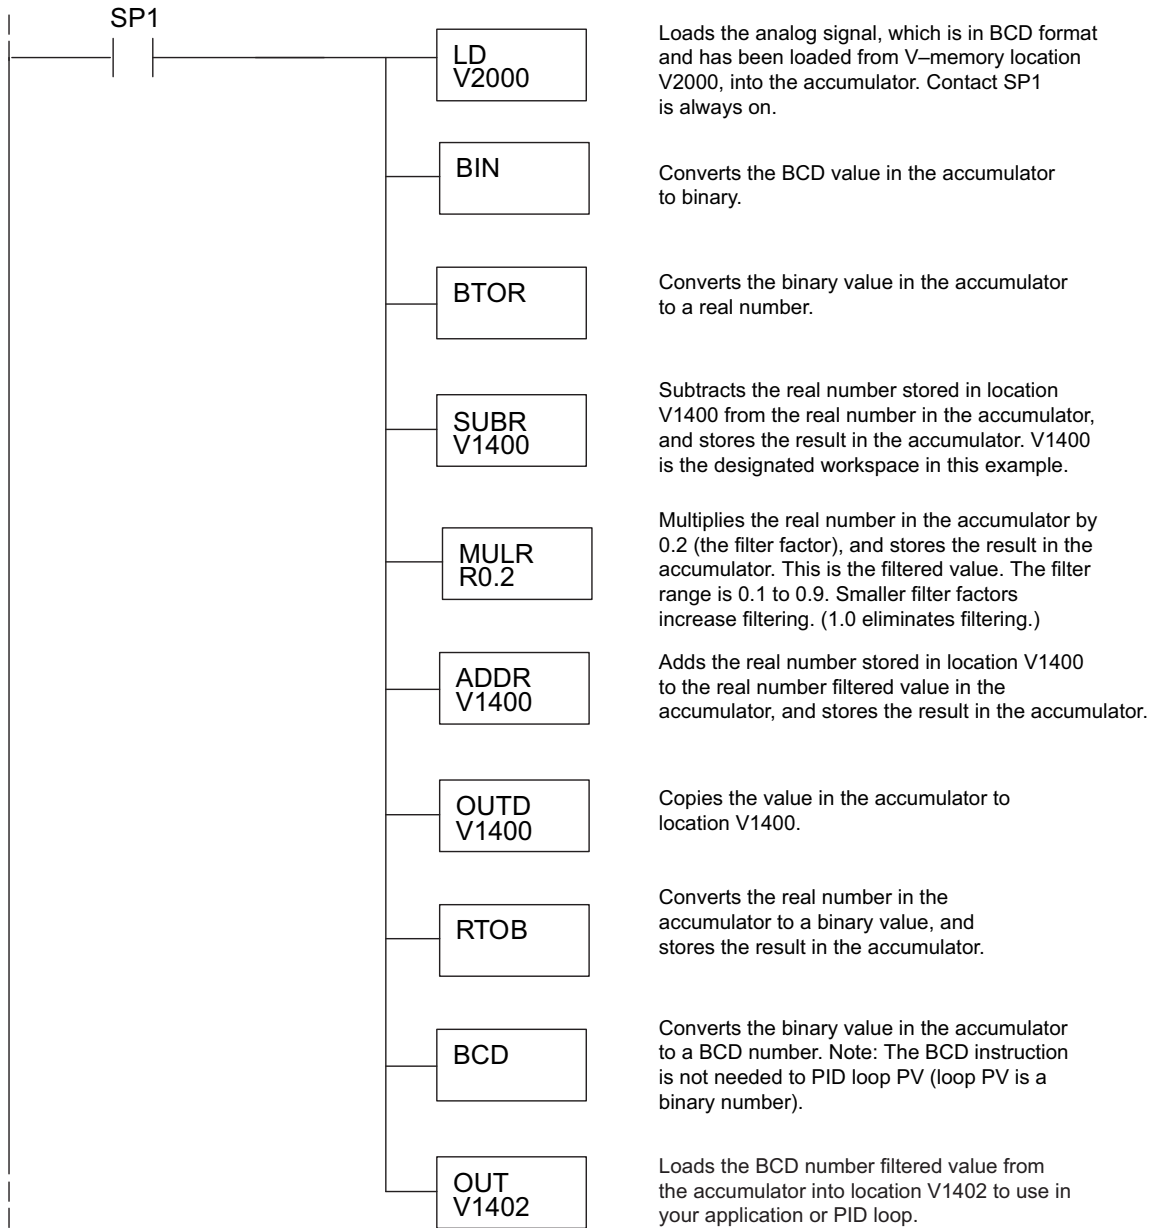 SP1
LD
V2000
Loads the analog signal, which is in BCD format
and has been loaded from V–memory location
V2000, into the accumulator. Contact SP1
is always on.
BIN
Converts the BCD value in the accumulator
to binary.
BTOR
Converts the binary value in the accumulator
to a real number.
SUBR
V1400
Subtracts the real number stored in location
V1400 from the real number in the accumulator,
and stores the result in the accumulator. V1400
is the designated workspace in this example.
MULR
R0.2
Multiplies the real number in the accumulator by
0.2 (the filter factor), and stores the result in the
accumulator. This is the filtered value. The filter
range is 0.1 to 0.9. Smaller filter factors
increase filtering. (1.0 eliminates filtering.)
ADDR
V1400
Adds the real number stored in location V1400
to the real number filtered value in the
accumulator, and stores the result in the accumulator.
OUTD
V1400
Copies the value in the accumulator to
location V1400.
RTOB
Converts the real number in the
accumulator to a binary value, and
stores the result in the accumulator.
BCD
Converts the binary value in the accumulator
to a BCD number. Note: The BCD instruction
is not needed to PID loop PV (loop PV is a
binary number).
OUT
V1402
Loads the BCD number filtered value from
the accumulator into location V1402 to use in
your application or PID loop.